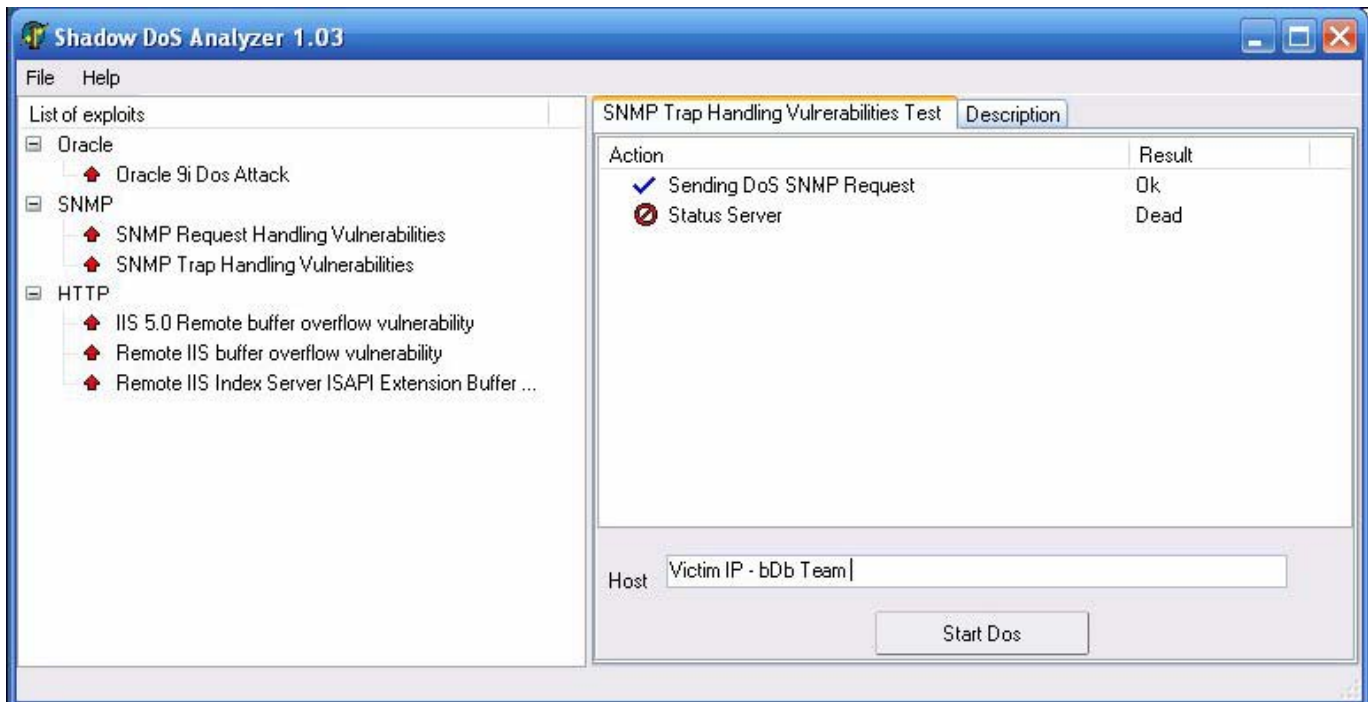 Shadow DoS Analyzer 1.03
File Help
List of exploits
Oracle
Oracle 9i Dos Attack
SNMP
SNMP Request Handling Vulnerabilities
SNMP Trap Handling Vulnerabilities
HTTP
IIS 5.0 Remote buffer overflow vulnerability
Remote IIS buffer overflow vulnerability
Remote IIS Index Server ISAPI Extension Buffer ...
SNMP Trap Handling Vulnrerabilities Test Description
Action Result
Sending DoS SNMP Request Ok
Status Server Dead
Host Victim IP - bDb Team
Start Dos